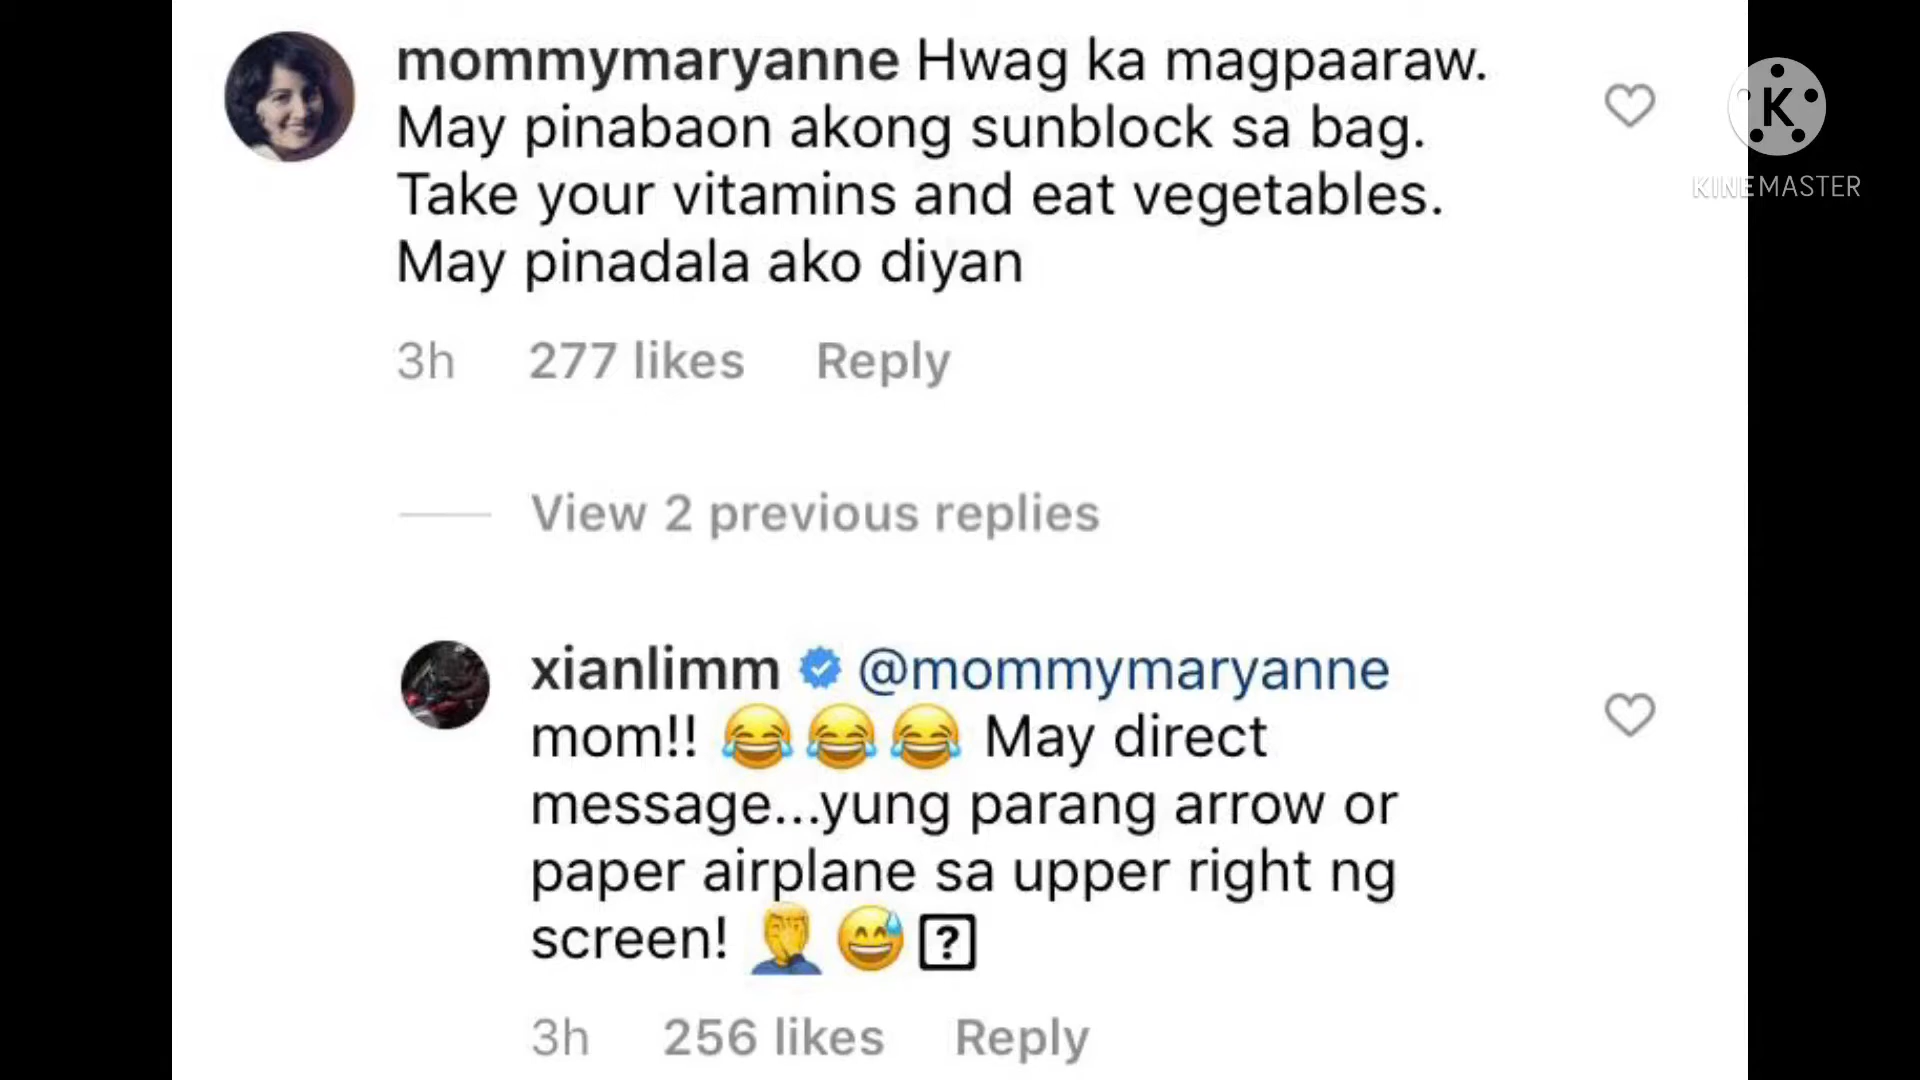 mommymaryanne Hwag ka magpaaraw.
May pinabaon akong sunblock sa bag.
Take your vitamins and eat vegetables.
May pinadala ako diyan
3h 277 likes Reply
K
KINEMASTER
View 2 previous replies
xianlimm @mommymaryanne
mom!! 😂😂😂 May direct
message...yung parang arrow or
paper airplane sa upper right ng
screen! 🤦‍♂️😅⍰
3h 256 likes Reply